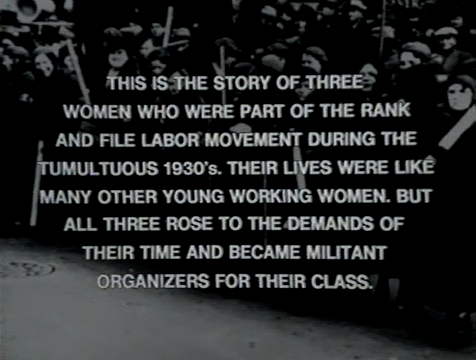 THIS IS THE STORY OF THREE
WOMEN WHO WERE PART OF THE RANK
AND FILE LABOR MOVEMENT DURING THE
TUMULTUOUS 1930's. THEIR LIVES WERE LIKE
MANY OTHER YOUNG WORKING WOMEN. BUT
ALL THREE ROSE TO THE DEMANDS OF
THEIR TIME AND BECAME MILITANT
ORGANIZERS FOR THEIR CLASS.